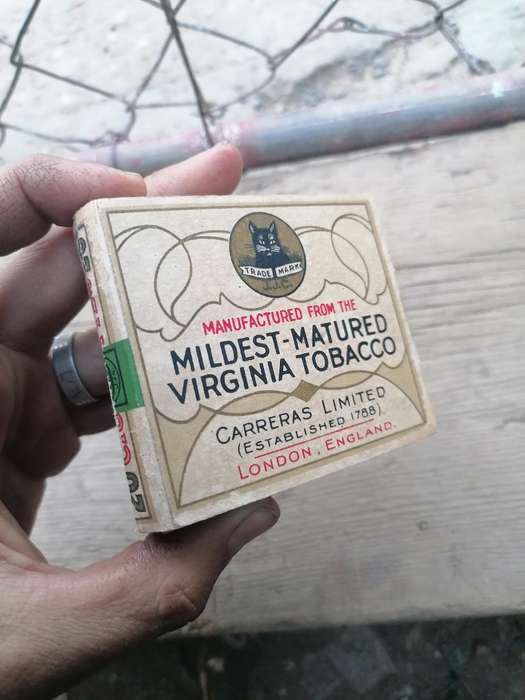 TRADE MARK
MANUFACTURED FROM THE
MILDEST-MATURED
VIRGINIA TOBACCO
CARRERAS LIMITED
(ESTABLISHED 1788)
LONDON, ENGLAND.